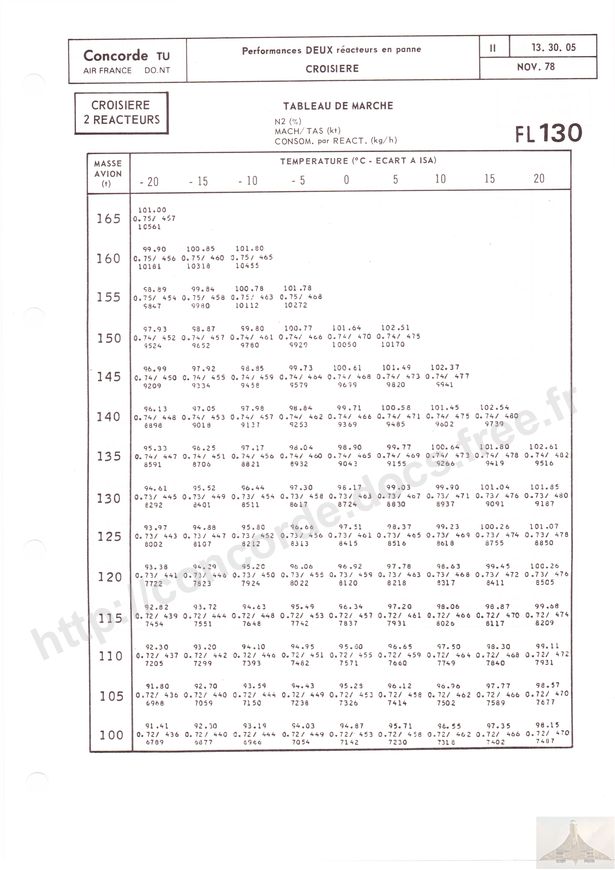 Concorde TU
AIR FRANCE DO.NT
Performances DEUX réacteurs en panne
CROISIERE
II 13. 30. 05
NOV. 78
CROISIERE
2 REACTEURS
TABLEAU DE MARCHE
N2 (%)
MACH/ TAS (kt)
CONSOM. par REACT. (kg/h)
FL 130
MASSE AVION (t)
TEMPERATURE (°C - ECART A ISA)
- 20 - 15 - 10 - 5 0 5 10 15 20
101.00
165 0.75/ 457
10561
99.90 100.85 101.80
160 0.75/ 456 0.75/ 460 0.75/ 465
10181 10318 10455
98.89 99.84 100.78 101.78
155 0.75/ 454 0.75/ 458 0.75/ 463 0.75/ 468
9847 9980 10112 10272
97.93 98.87 99.80 100.77 101.64 102.51
150 0.74/ 452 0.74/ 457 0.74/ 461 0.74/ 466 0.74/ 470 0.74/ 475
9524 9652 9780 9929 10050 10170
96.99 97.92 98.85 99.73 100.61 101.49 102.37
145 0.74/ 450 0.74/ 455 0.74/ 459 0.74/ 464 0.74/ 468 0.74/ 473 0.74/ 477
9209 9334 9458 9579 9699 9820 9941
96.13 97.05 97.98 98.84 99.71 100.58 101.45 102.54
140 0.74/ 448 0.74/ 453 0.74/ 457 0.74/ 462 0.74/ 466 0.74/ 471 0.74/ 475 0.74/ 480
8898 9018 9137 9253 9369 9485 9602 9739
95.33 96.25 97.17 98.04 98.90 99.77 100.64 101.80 102.61
135 0.74/ 447 0.74/ 451 0.74/ 456 0.74/ 460 0.74/ 465 0.74/ 469 0.74/ 473 0.74/ 478 0.74/ 482
8591 8706 8821 8932 9043 9155 9266 9419 9516
94.61 95.52 96.44 97.30 98.17 99.03 99.90 101.04 101.85
130 0.73/ 445 0.73/ 449 0.73/ 454 0.73/ 458 0.73/ 463 0.73/ 467 0.73/ 471 0.73/ 476 0.73/ 480
8292 8401 8511 8617 8724 8830 8937 9091 9187
93.97 94.88 95.80 96.66 97.51 98.37 99.23 100.26 101.07
125 0.73/ 443 0.73/ 447 0.73/ 452 0.73/ 456 0.73/ 461 0.73/ 465 0.73/ 469 0.73/ 474 0.73/ 478
8002 8107 8212 8313 8415 8516 8618 8755 8850
93.38 94.29 95.20 96.06 96.92 97.78 98.63 99.45 100.26
120 0.73/ 441 0.73/ 446 0.73/ 450 0.73/ 455 0.73/ 459 0.73/ 463 0.73/ 468 0.73/ 472 0.73/ 476
7722 7823 7924 8022 8120 8218 8317 8411 8505
92.82 93.72 94.63 95.49 96.34 97.20 98.06 98.87 99.68
115 0.72/ 439 0.72/ 444 0.72/ 448 0.72/ 453 0.72/ 457 0.72/ 461 0.72/ 466 0.72/ 470 0.72/ 474
7454 7551 7648 7742 7837 7931 8026 8117 8209
92.30 93.20 94.10 94.95 95.80 96.65 97.50 98.30 99.11
110 0.72/ 437 0.72/ 442 0.72/ 446 0.72/ 451 0.72/ 455 0.72/ 459 0.72/ 464 0.72/ 468 0.72/ 472
7205 7299 7393 7482 7571 7660 7749 7840 7931
91.80 92.70 93.59 94.43 95.25 96.12 96.96 97.77 98.57
105 0.72/ 436 0.72/ 440 0.72/ 444 0.72/ 449 0.72/ 453 0.72/ 458 0.72/ 462 0.72/ 466 0.72/ 470
6968 7059 7150 7238 7326 7414 7502 7589 7677
91.41 92.30 93.19 94.03 94.87 95.71 96.55 97.35 98.15
100 0.72/ 436 0.72/ 440 0.72/ 444 0.72/ 449 0.72/ 453 0.72/ 458 0.72/ 462 0.72/ 466 0.72/ 470
6789 6877 6966 7054 7142 7230 7318 7402 7487
http://concorde.docs.free.fr